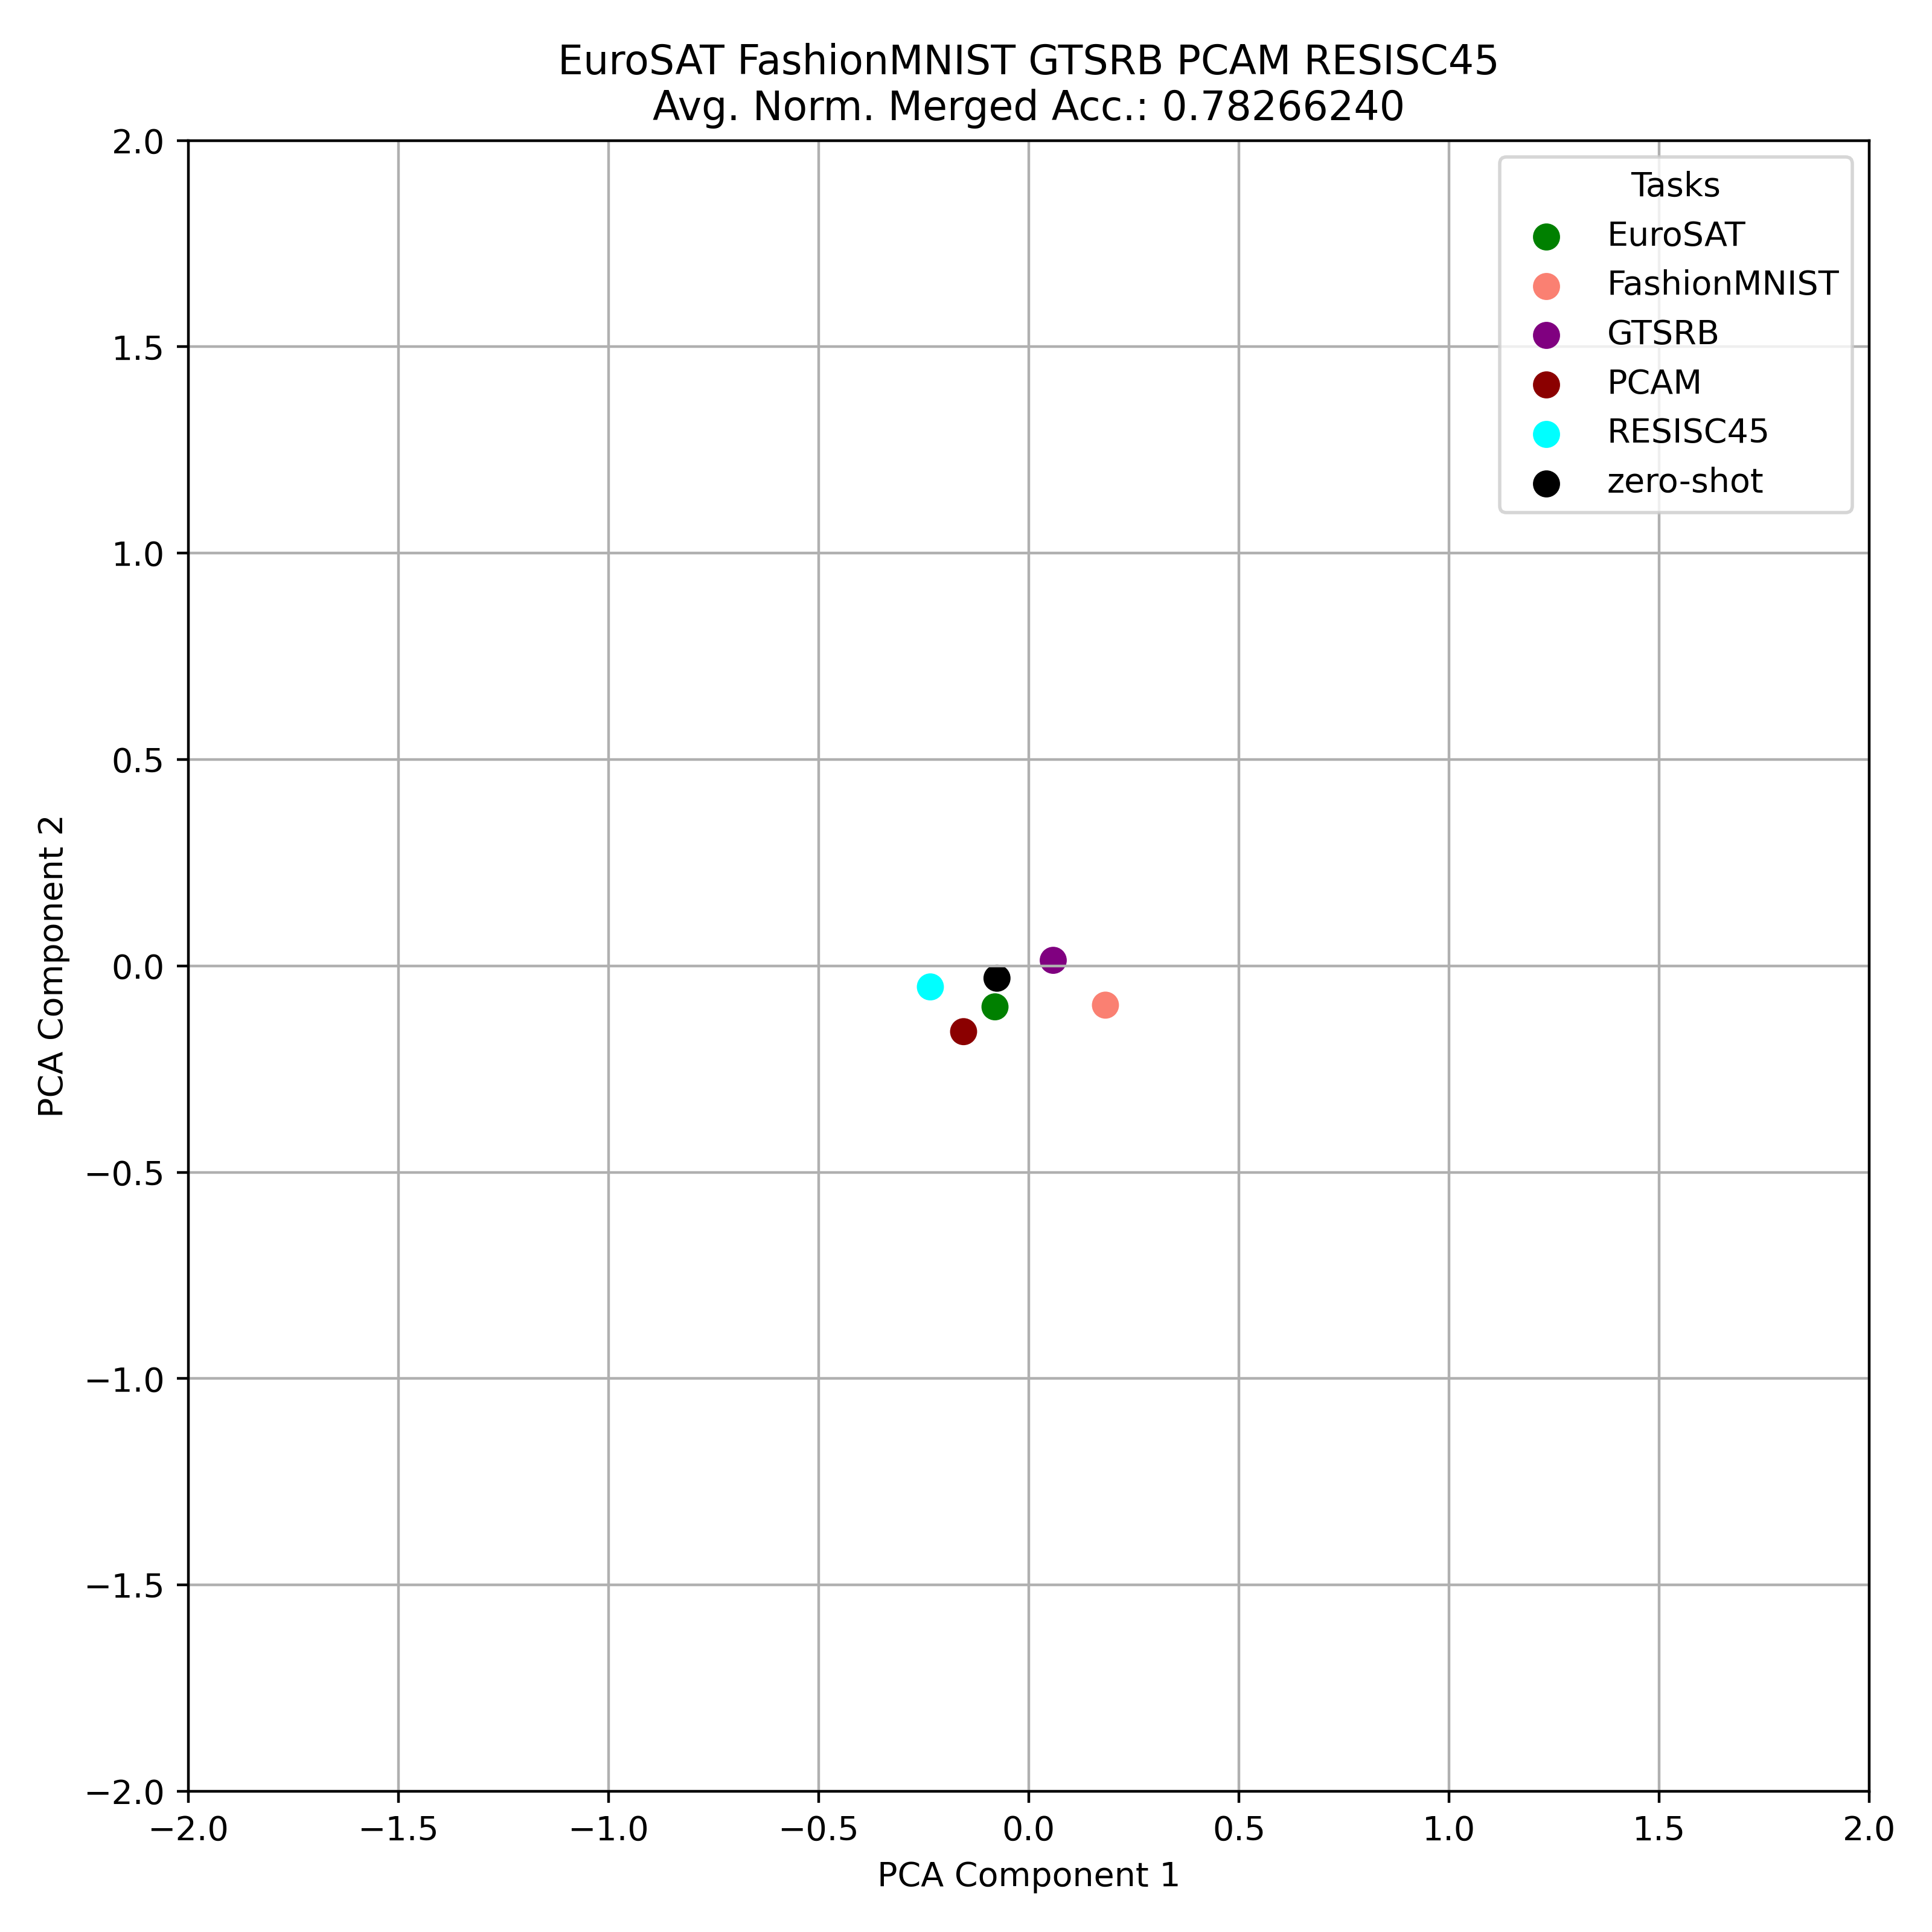 EuroSAT FashionMNIST GTSRB PCAM RESISC45
Avg. Norm. Merged Acc.: 0.78266240
Tasks
EuroSAT
FashionMNIST
GTSRB
PCAM
RESISC45
zero-shot
PCA Component 2
2.0
1.5
1.0
0.5
0.0
−0.5
−1.0
−1.5
−2.0
−2.0 −1.5 −1.0 −0.5 0.0 0.5 1.0 1.5 2.0
PCA Component 1